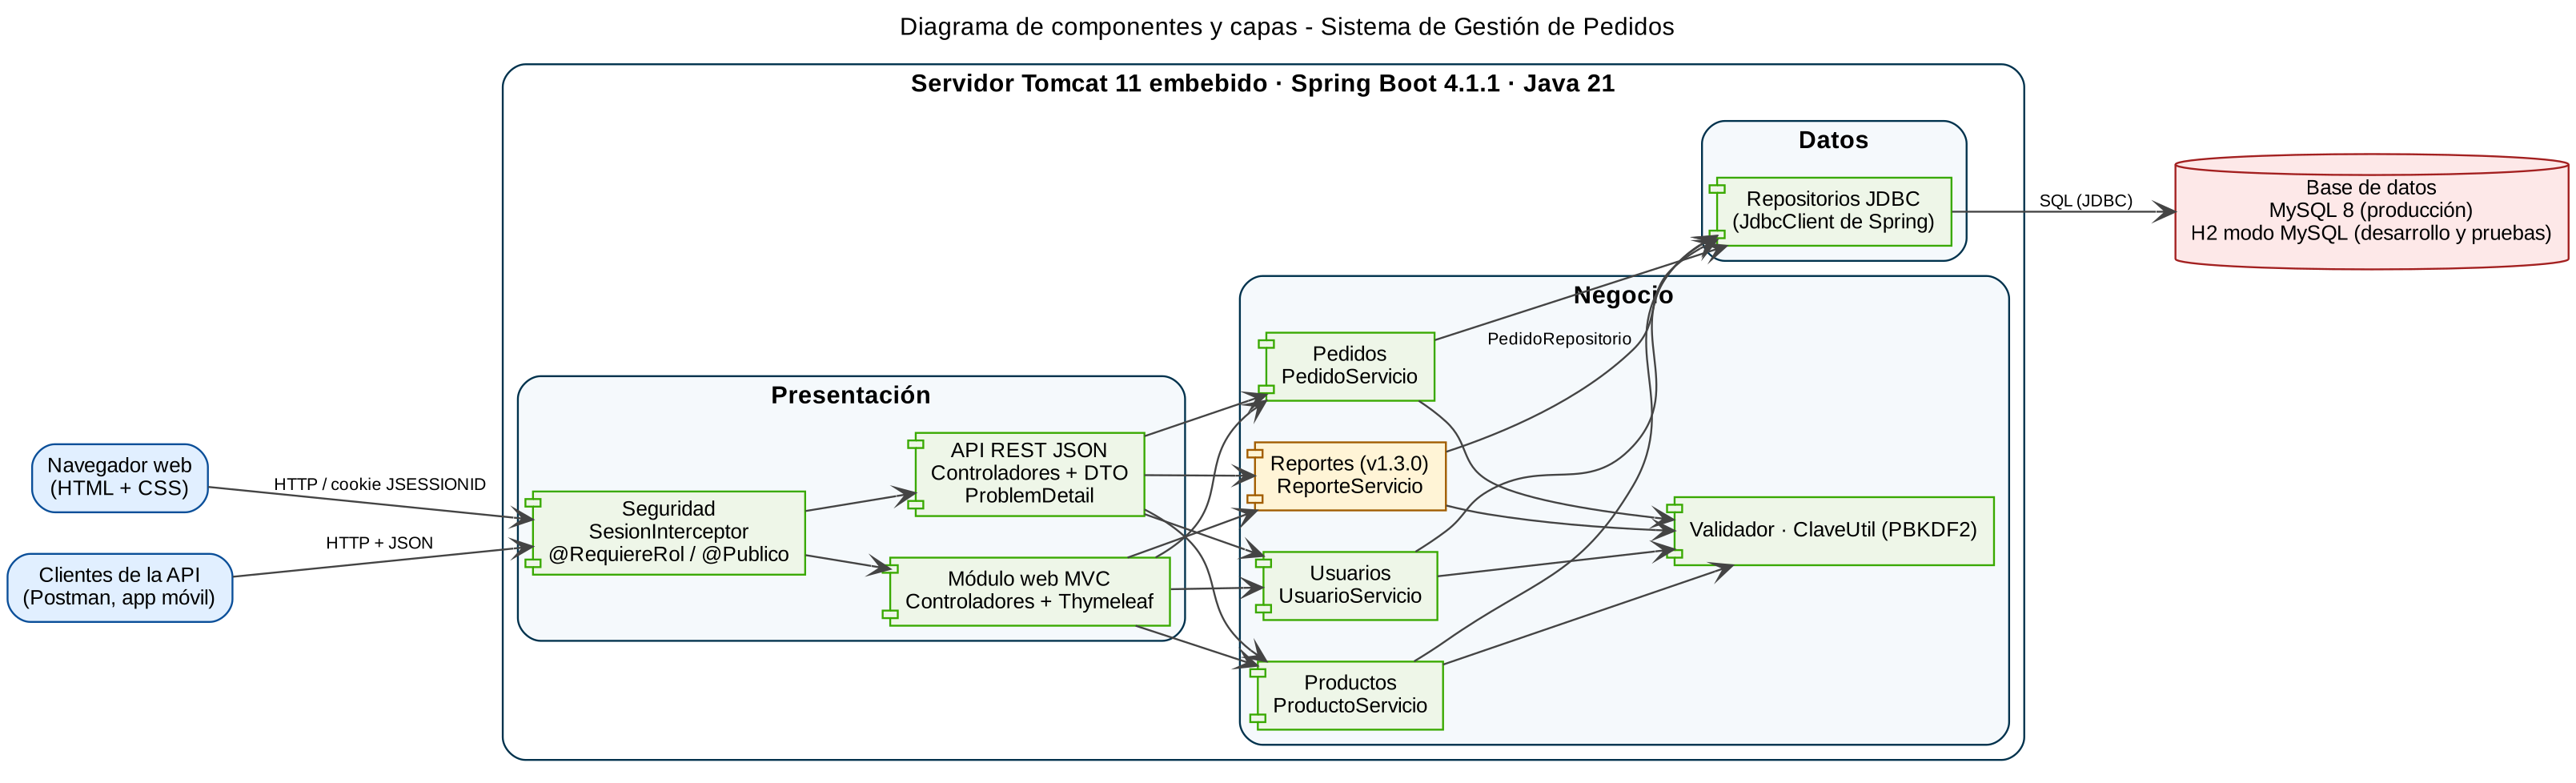 Diagrama de componentes y capas - Sistema de Gestión de Pedidos
Servidor Tomcat 11 embebido · Spring Boot 4.1.1 · Java 21
Navegador web
(HTML + CSS)
Clientes de la API
(Postman, app móvil)
HTTP / cookie JSESSIONID
HTTP + JSON
Presentación
Seguridad
SesionInterceptor
@RequiereRol / @Publico
API REST JSON
Controladores + DTO
ProblemDetail
Módulo web MVC
Controladores + Thymeleaf
Negocio
Pedidos
PedidoServicio
PedidoRepositorio
Reportes (v1.3.0)
ReporteServicio
Usuarios
UsuarioServicio
Productos
ProductoServicio
Validador · ClaveUtil (PBKDF2)
Datos
Repositorios JDBC
(JdbcClient de Spring)
SQL (JDBC)
Base de datos
MySQL 8 (producción)
H2 modo MySQL (desarrollo y pruebas)